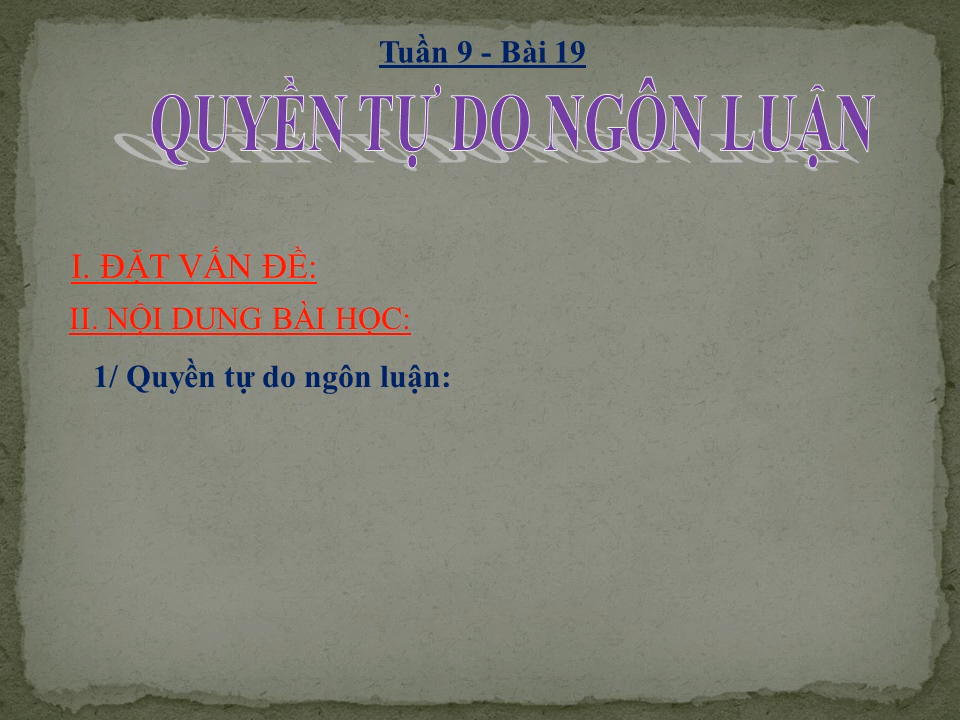 Tuần 9 - Bài 19
QUYỀN TỰ DO NGÔN LUẬN
I. ĐẶT VẤN ĐỀ:
II. NỘI DUNG BÀI HỌC:
1/ Quyền tự do ngôn luận: